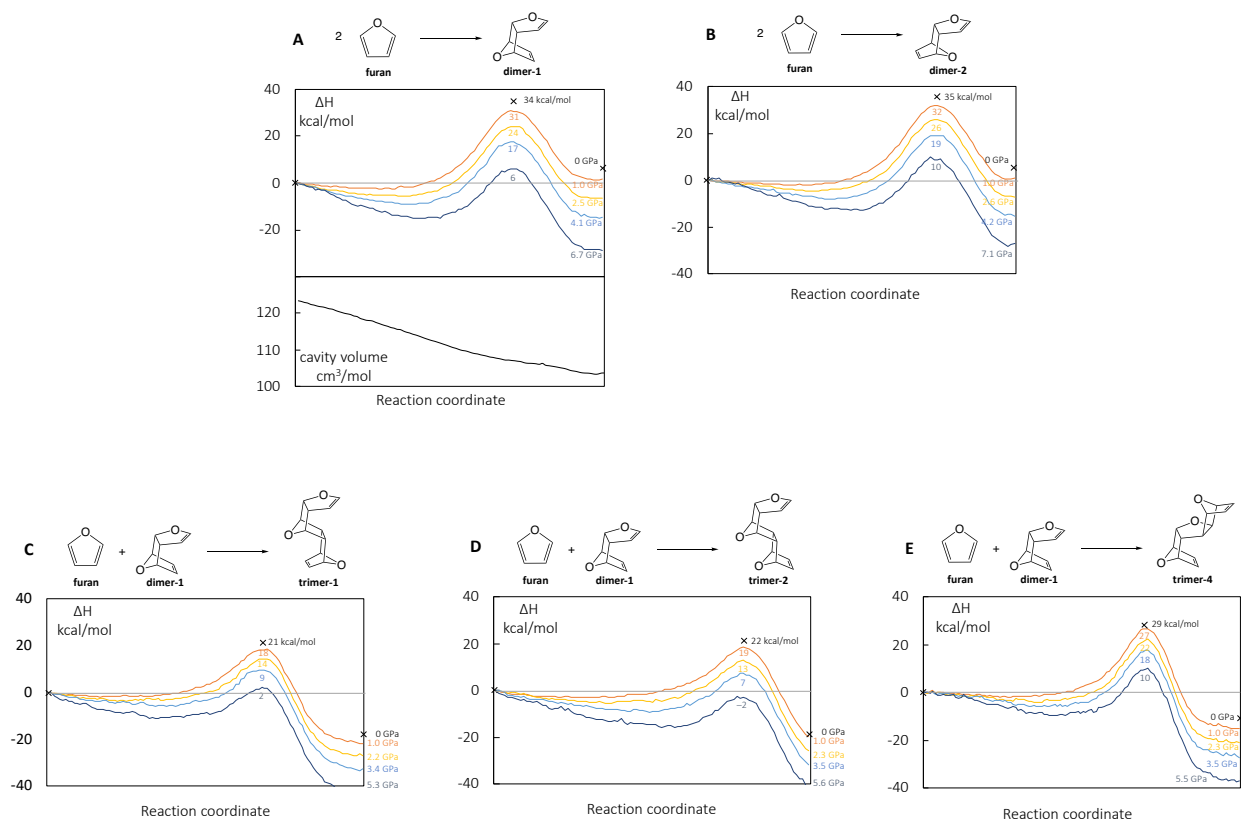 A
2
O
furan
O
O
dimer-1
40
20
0
-20
ΔH
kcal/mol
34 kcal/mol
31
24
17
6
0 GPa
1.0 GPa
2.5 GPa
4.1 GPa
6.7 GPa
120
110
100
cavity volume
cm³/mol
Reaction coordinate
B
2
O
furan
O
O
dimer-2
40
20
0
-20
-40
ΔH
kcal/mol
35 kcal/mol
32
26
19
10
0 GPa
1.0 GPa
2.6 GPa
4.2 GPa
7.1 GPa
Reaction coordinate
C
O
furan
+
O
O
dimer-1
O
O
O
trimer-1
40
20
0
-20
-40
ΔH
kcal/mol
21 kcal/mol
18
14
9
2
0 GPa
1.0 GPa
2.2 GPa
3.4 GPa
5.3 GPa
Reaction coordinate
D
O
furan
+
O
O
dimer-1
O
O
O
trimer-2
40
20
0
-20
-40
ΔH
kcal/mol
22 kcal/mol
19
13
7
−2
0 GPa
1.0 GPa
2.3 GPa
3.5 GPa
5.6 GPa
Reaction coordinate
E
O
furan
+
O
O
dimer-1
O
O
O
trimer-4
40
20
0
-20
-40
ΔH
kcal/mol
29 kcal/mol
27
18
10
0 GPa
1.0 GPa
2.3 GPa
3.5 GPa
5.5 GPa
Reaction coordinate